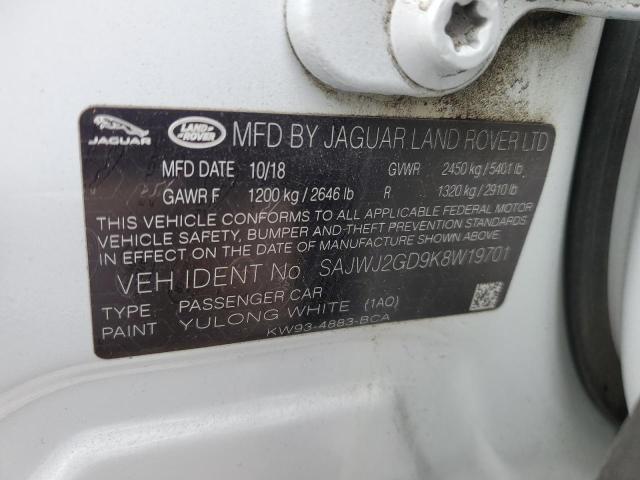 JAGUAR LAND ROVER MFD BY JAGUAR LAND ROVER LTD
MFD DATE 10/18 GVWR 2450 kg / 5401 lb
GAWR F 1200 kg / 2646 lb R 1320 kg / 2910 lb
THIS VEHICLE CONFORMS TO ALL APPLICABLE FEDERAL MOTOR
VEHICLE SAFETY, BUMPER AND-THEFT PREVENTION STANDARDS
IN EFFECT ON THE DATE OF MANUFACTURE SHOWN ABOVE.
VEH IDENT No SAJWJ2GD9K8W19701
TYPE PASSENGER CAR
PAINT YULONG WHITE (1AQ)
KW93-4883-BCA